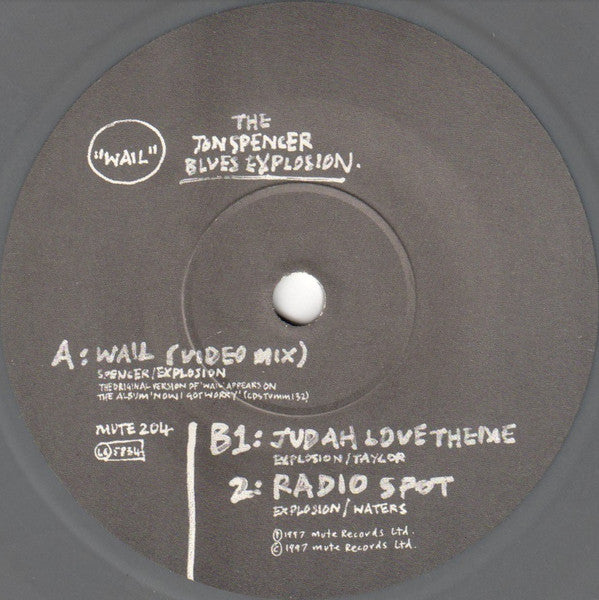 "WAIL"
THE
JON SPENCER
BLUES EXPLOSION.
A: WAIL (VIDEO MIX)
SPENCER/EXPLOSION
THE ORIGINAL VERSION OF 'WAIL' APPEARS ON
THE ALBUM 'NOW I GOT WORRY' (CDSTUMM132)
MUTE 204
LC 5834
B1: JUDAH LOVE THEME
EXPLOSION/TAYLOR
2: RADIO SPOT
EXPLOSION/WATERS
Ⓟ 1997 Mute Records Ltd.
© 1997 Mute Records Ltd.